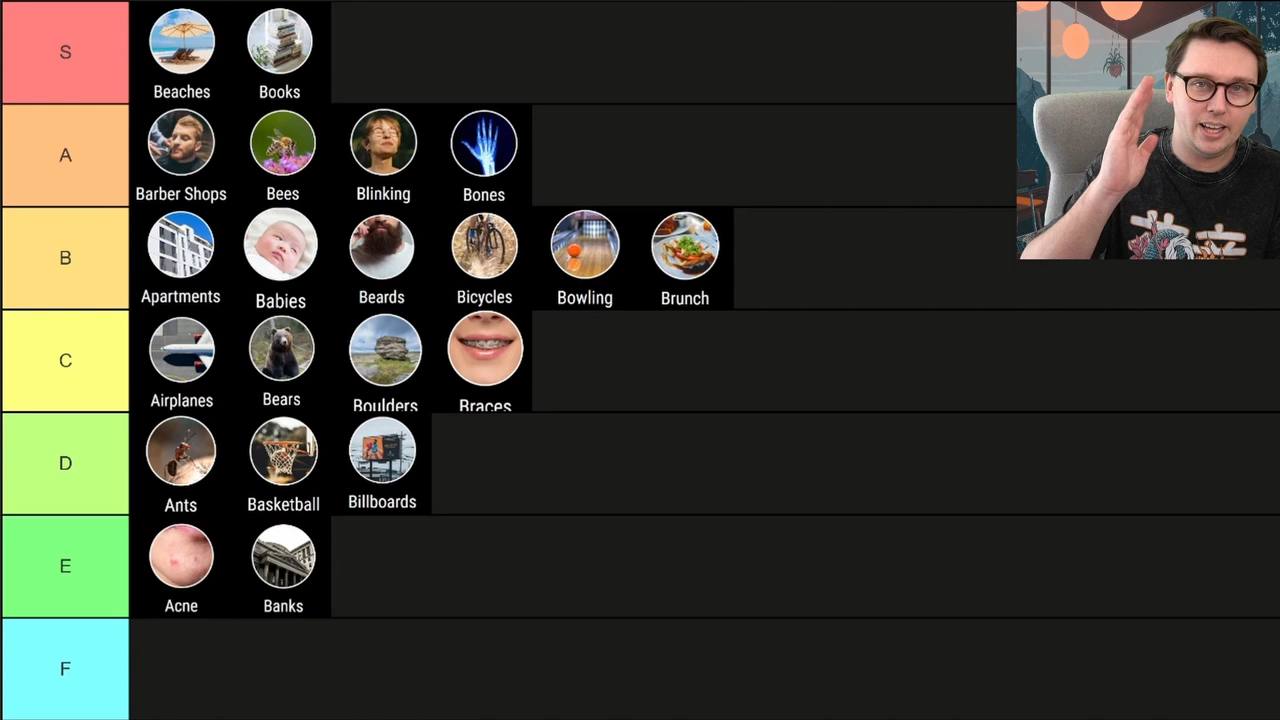 S
Beaches
Books
A
Barber Shops
Bees
Blinking
Bones
B
Apartments
Babies
Beards
Bicycles
Bowling
Brunch
C
Airplanes
Bears
Boulders
Braces
D
Ants
Basketball
Billboards
E
Acne
Banks
F